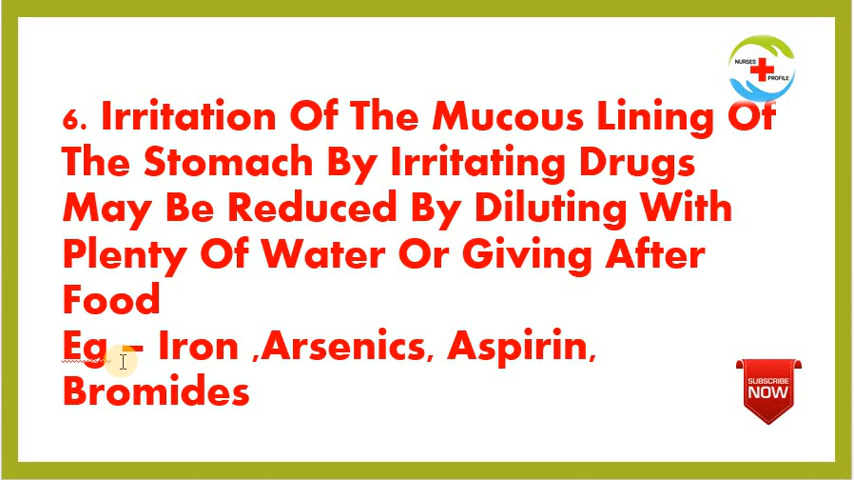 NURSES
PROFILE
6. Irritation Of The Mucous Lining Of
The Stomach By Irritating Drugs
May Be Reduced By Diluting With
Plenty Of Water Or Giving After
Food
Eg – Iron ,Arsenics, Aspirin,
Bromides
SUBSCRIBE
NOW